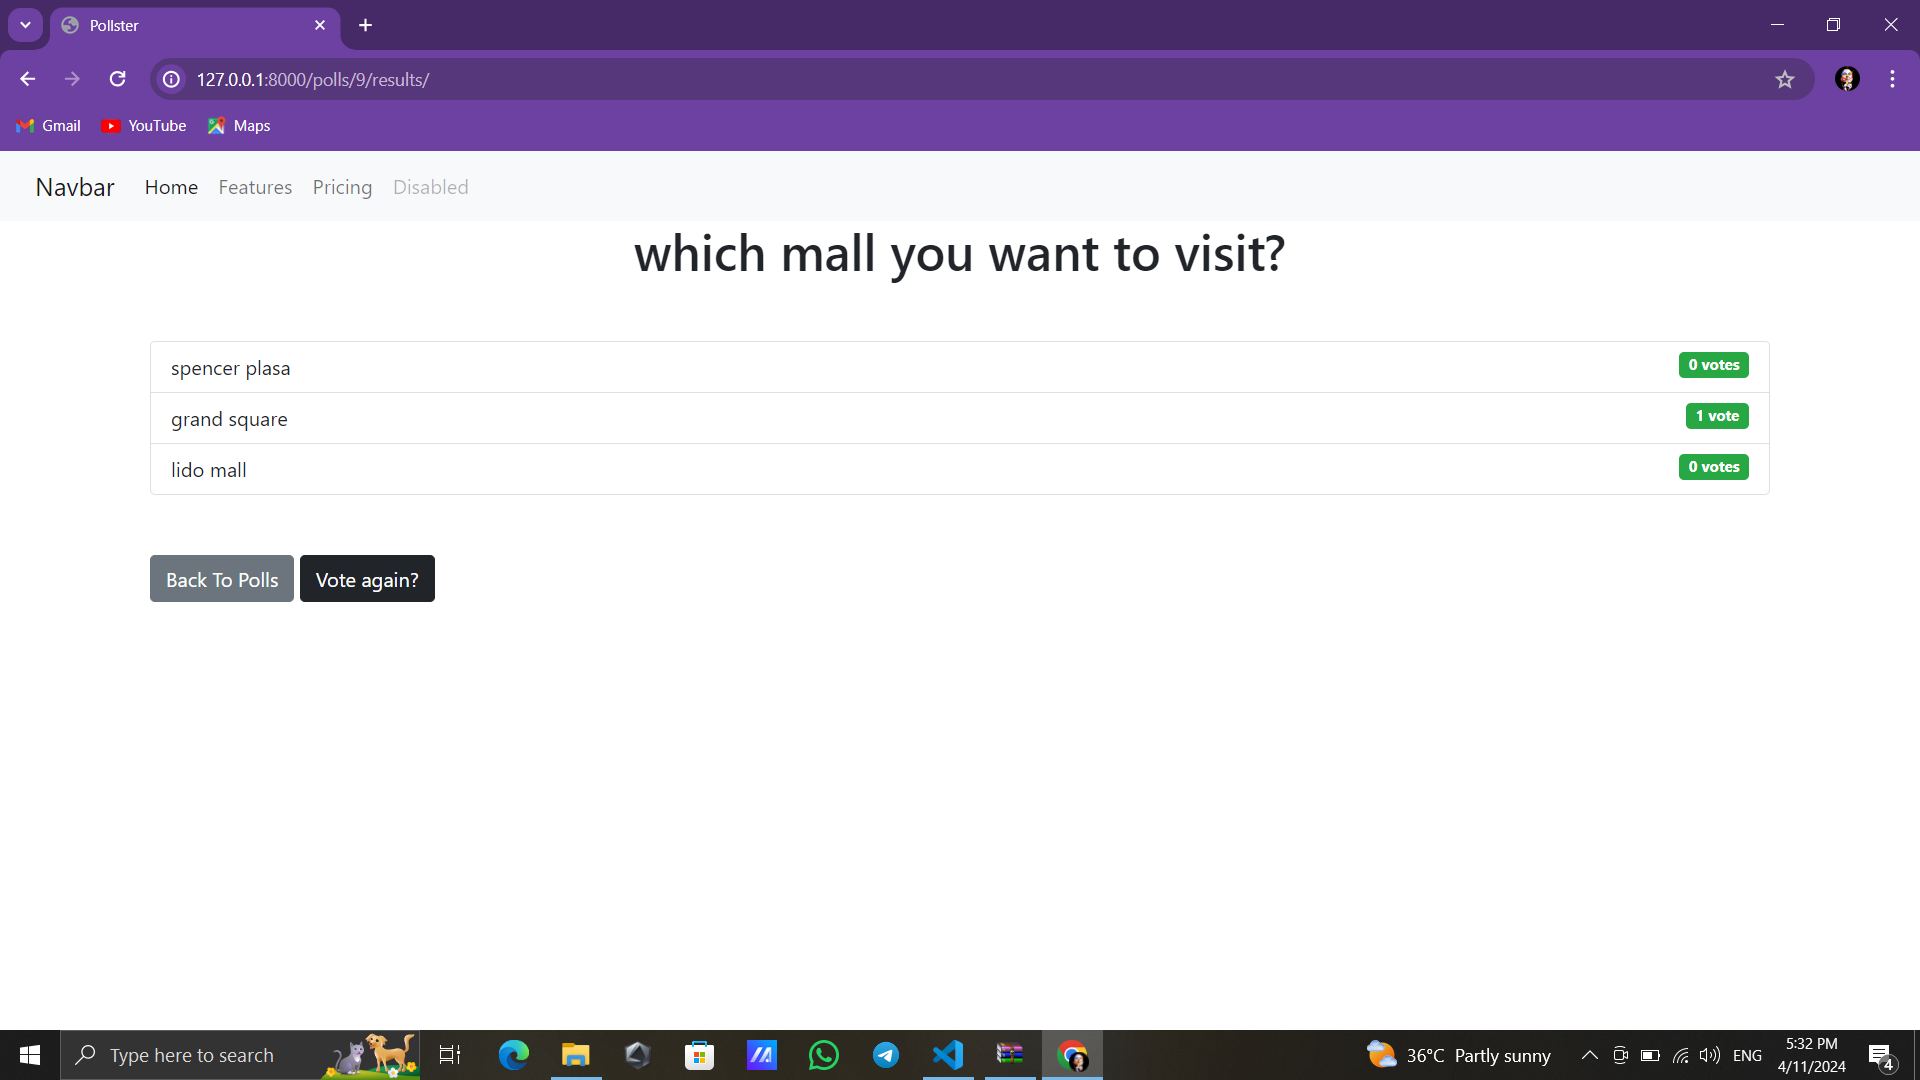 Pollster
127.0.0.1:8000/polls/9/results/
Gmail YouTube Maps
Navbar Home Features Pricing Disabled
which mall you want to visit?
spencer plasa 0 votes
grand square 1 vote
lido mall 0 votes
Back To Polls Vote again?
Type here to search 36°C Partly sunny ENG 5:32 PM
4/11/2024 4